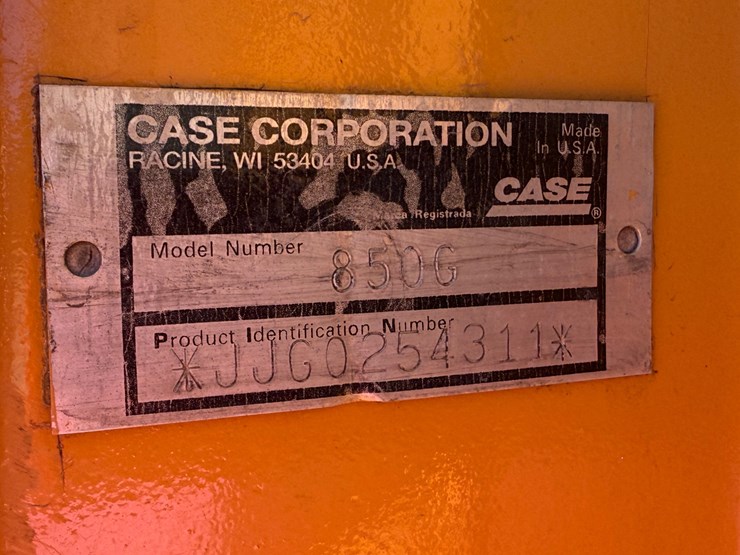 CASE CORPORATION
RACINE, WI 53404 U.S.A.
Made
In U.S.A.
CASE
Marca Registrada
®
Model Number
850G
Product Identification Number
*JJG0254311*